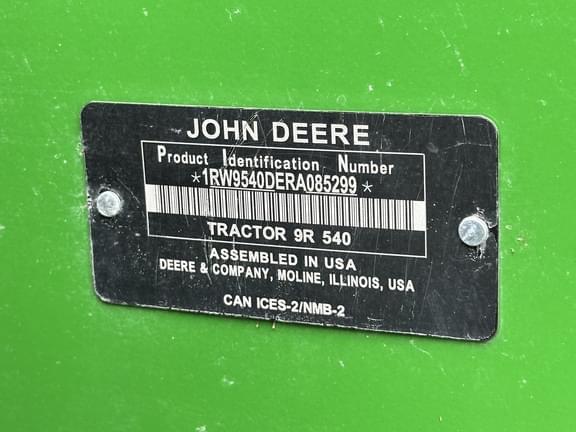 JOHN DEERE
Product Identification Number
*1RW9540DERA085299*
TRACTOR 9R 540
ASSEMBLED IN USA
DEERE & COMPANY, MOLINE, ILLINOIS, USA
CAN ICES-2/NMB-2